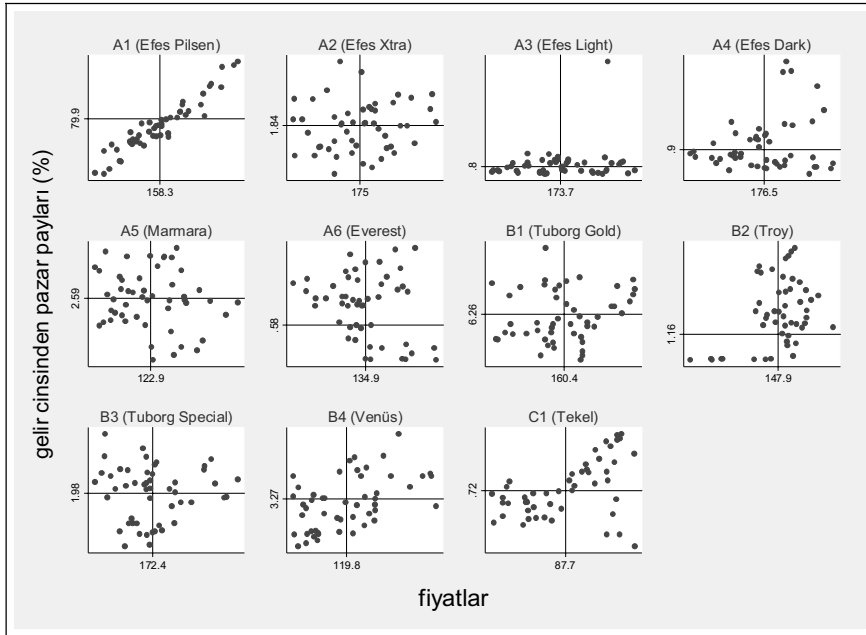 A1 (Efes Pilsen) A2 (Efes Xtra) A3 (Efes Light) A4 (Efes Dark)
79.9 1.84 .8 .9
158.3 175 173.7 176.5
A5 (Marmara) A6 (Everest) B1 (Tuborg Gold) B2 (Troy)
2.59 .58 6.26 1.16
122.9 134.9 160.4 147.9
B3 (Tuborg Special) B4 (Venüs) C1 (Tekel)
1.98 3.27 .72
172.4 119.8 87.7
gelir cinsinden pazar payları (%)
fiyatlar